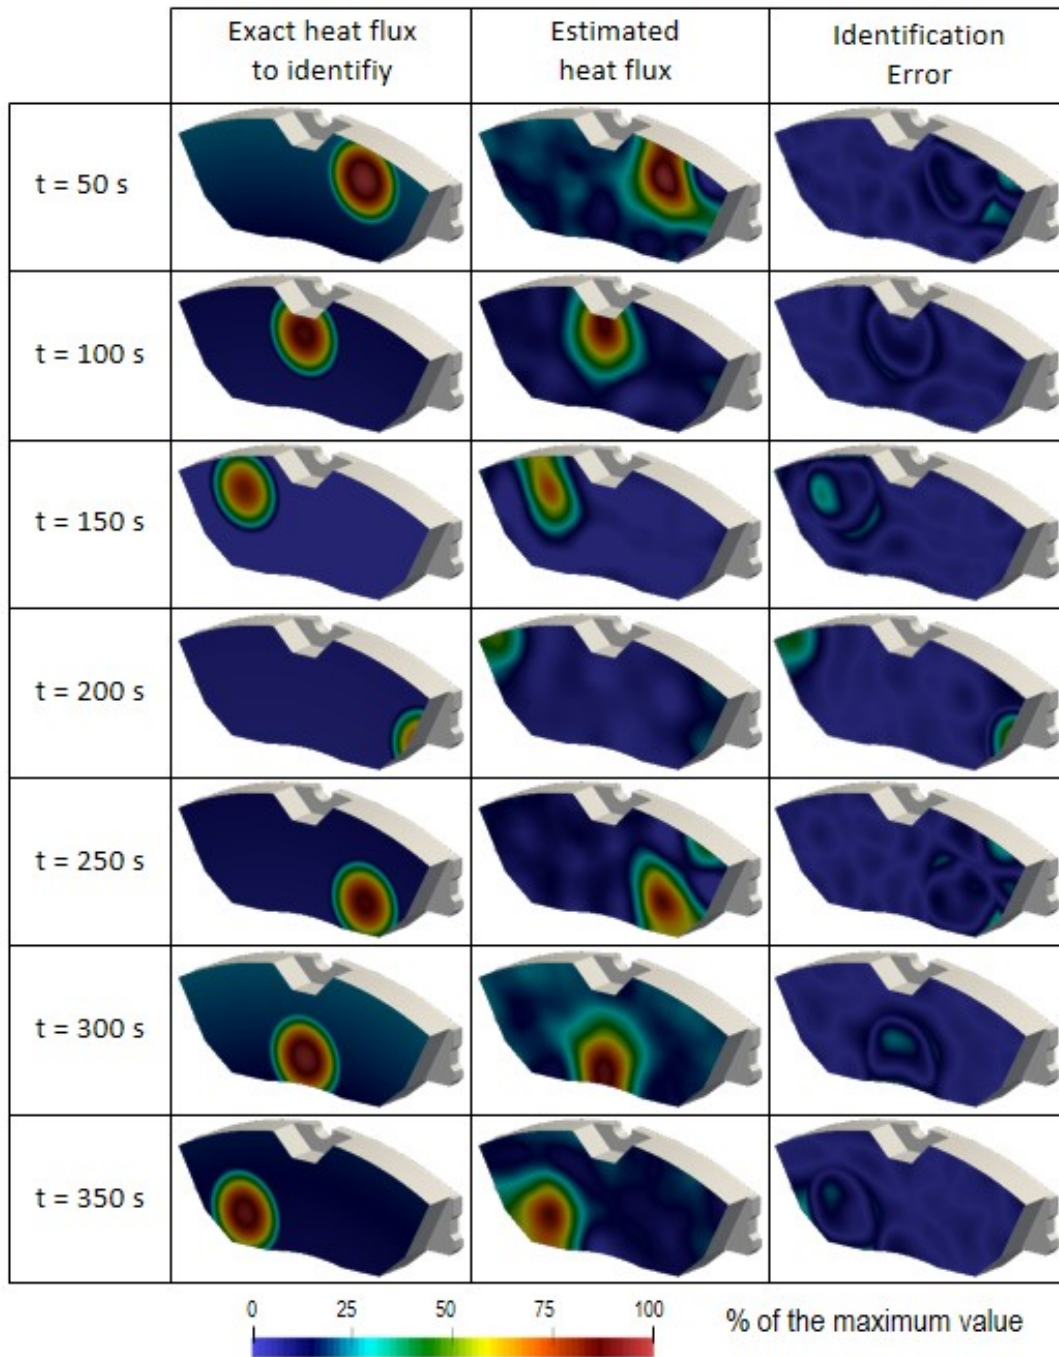 Exact heat flux
to identifiy
Estimated
heat flux
Identification
Error
t = 50 s
t = 100 s
t = 150 s
t = 200 s
t = 250 s
t = 300 s
t = 350 s
0 25 50 75 100
% of the maximum value